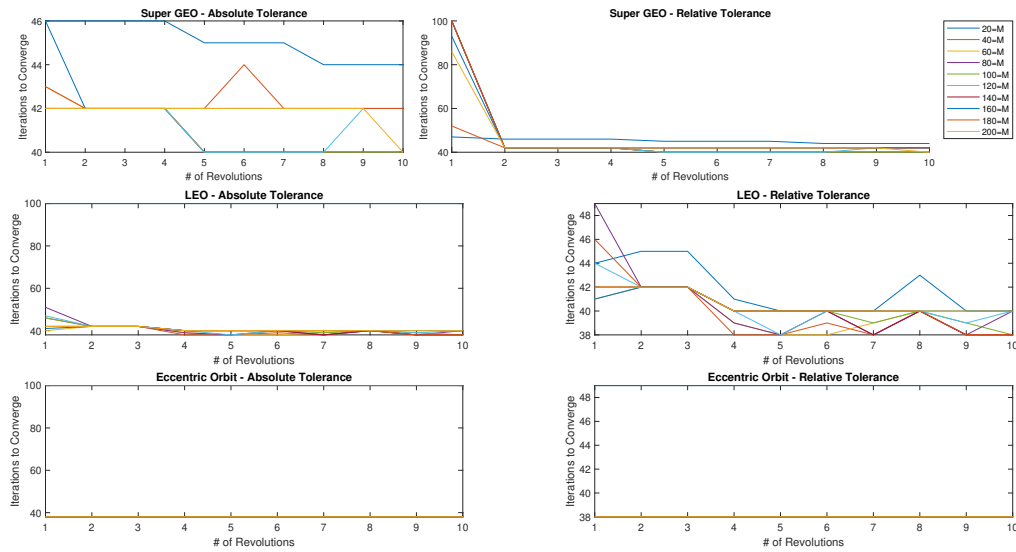 Super GEO - Absolute Tolerance
Iterations to Converge
46
44
42
40
1 2 3 4 5 6 7 8 9 10
# of Revolutions
Super GEO - Relative Tolerance
Iterations to Converge
100
80
60
40
1 2 3 4 5 6 7 8 9 10
# of Revolutions
20=M
40=M
60=M
80=M
100=M
120=M
140=M
160=M
180=M
200=M
LEO - Absolute Tolerance
Iterations to Converge
100
80
60
40
1 2 3 4 5 6 7 8 9 10
# of Revolutions
LEO - Relative Tolerance
Iterations to Converge
48
46
44
42
40
38
1 2 3 4 5 6 7 8 9 10
# of Revolutions
Eccentric Orbit - Absolute Tolerance
Iterations to Converge
100
80
60
40
1 2 3 4 5 6 7 8 9 10
# of Revolutions
Eccentric Orbit - Relative Tolerance
Iterations to Converge
48
46
44
42
40
38
1 2 3 4 5 6 7 8 9 10
# of Revolutions